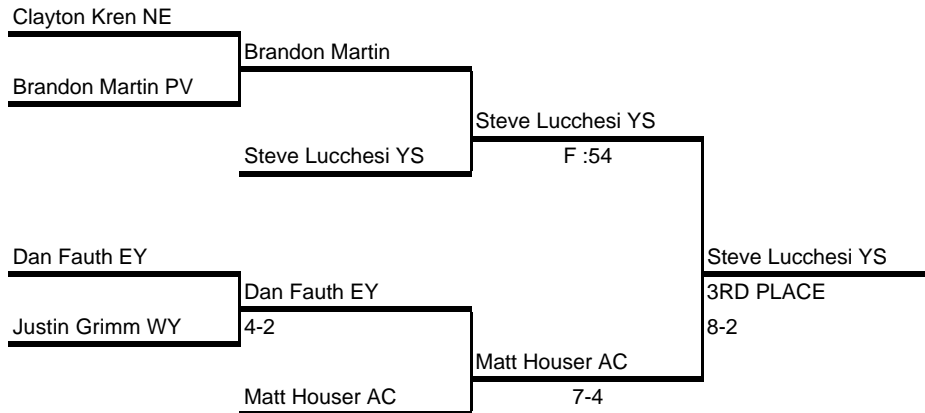 Clayton Kren NE
Brandon Martin
Brandon Martin PV
Steve Lucchesi YS
Steve Lucchesi YS
F :54
Dan Fauth EY
Steve Lucchesi YS
Dan Fauth EY
3RD PLACE
Justin Grimm WY
4-2
8-2
Matt Houser AC
Matt Houser AC
7-4